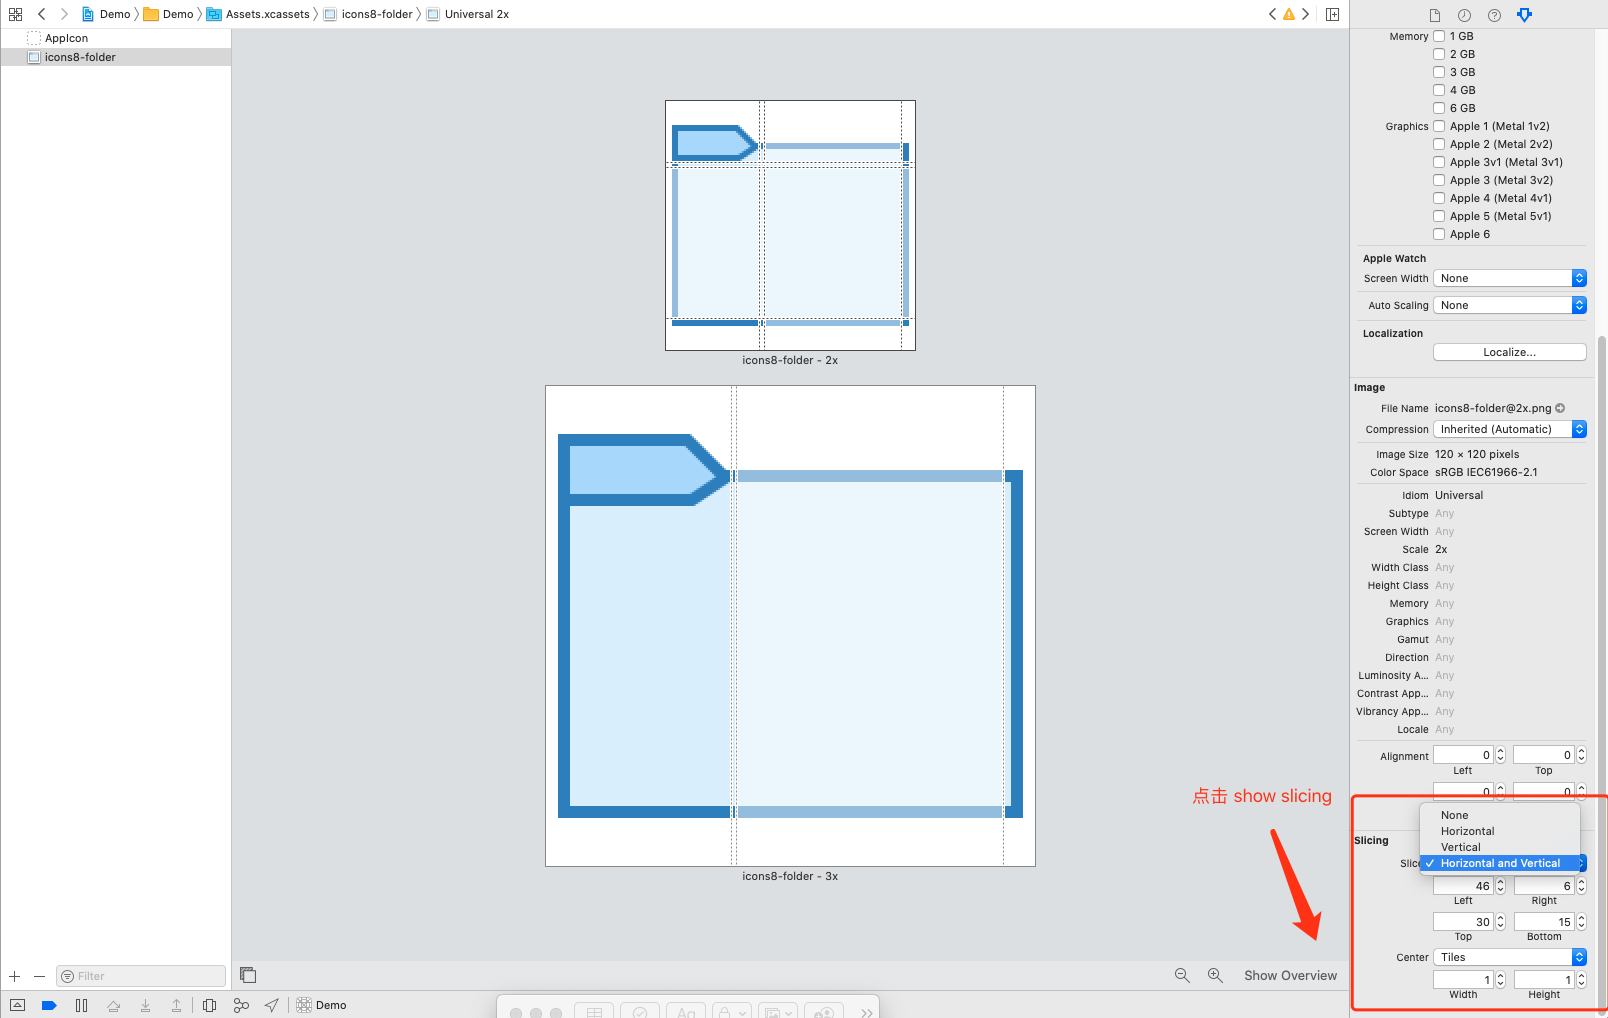 Demo 〉 Demo 〉 Assets.xcassets 〉 icons8-folder 〉 Universal 2x
AppIcon
icons8-folder
icons8-folder - 2x
icons8-folder - 3x
点击 show slicing
Filter
Show Overview
Demo
Aa
Memory 1 GB
2 GB
3 GB
4 GB
6 GB
Graphics Apple 1 (Metal 1v2)
Apple 2 (Metal 2v2)
Apple 3v1 (Metal 3v1)
Apple 3 (Metal 3v2)
Apple 4 (Metal 4v1)
Apple 5 (Metal 5v1)
Apple 6
Apple Watch
Screen Width None
Auto Scaling None
Localization
Localize...
Image
File Name icons8-folder@2x.png
Compression Inherited (Automatic)
Image Size 120 × 120 pixels
Color Space sRGB IEC61966-2.1
Idiom Universal
Subtype Any
Screen Width Any
Scale 2x
Width Class Any
Height Class Any
Memory Any
Graphics Any
Gamut Any
Direction Any
Luminosity A... Any
Contrast App... Any
Vibrancy App... Any
Locale Any
Alignment 0 0
Left Top
0 0
None
Horizontal
Slicing
Vertical
Slice ✓ Horizontal and Vertical
46 6
Left Right
30 15
Top Bottom
Center Tiles
1 1
Width Height